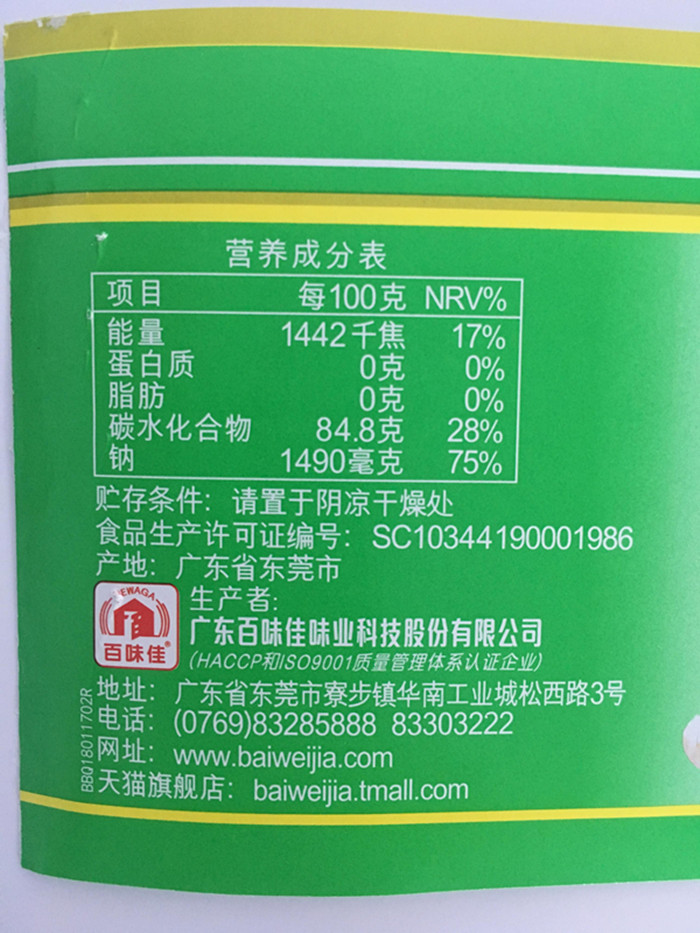 营养成分表
项目 每100克 NRV%
能量 1442千焦 17%
蛋白质 0克 0%
脂肪 0克 0%
碳水化合物 84.8克 28%
钠 1490毫克 75%
贮存条件：请置于阴凉干燥处
食品生产许可证编号：SC10344190001986
产地：广东省东莞市
EWAGA
百味佳®
生产者：
广东百味佳味业科技股份有限公司
(HACCP和ISO9001质量管理体系认证企业)
地址：广东省东莞市寮步镇华南工业城松西路3号
电话：(0769)83285888 83303222
网址：www.baiweijia.com
天猫旗舰店：baiweijia.tmall.com
BBQ18011702R